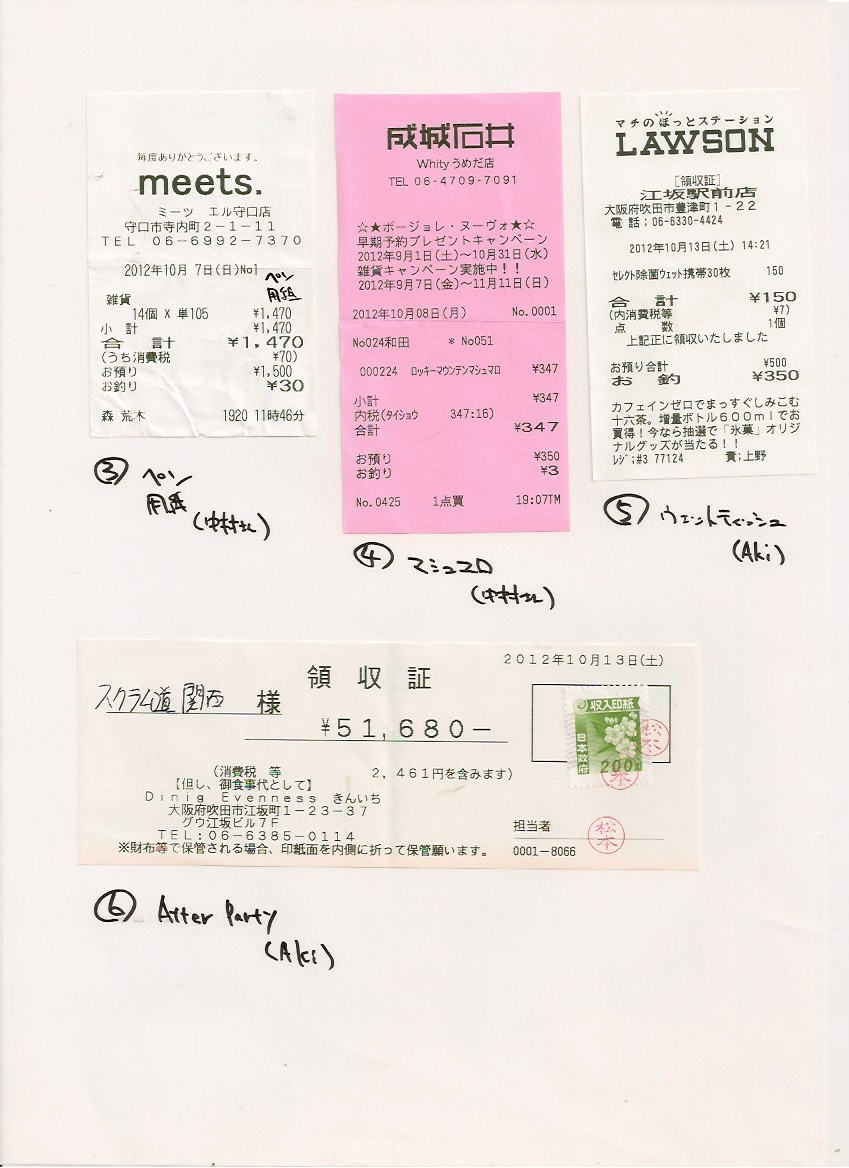 毎度ありがとうございます。
meets.
ミーツ エル守口店
守口市寺内町2-1-11
TEL 06-6992-7370
2012年10月 7日(日)No1
ペン
用紙
雑貨
14個 X 単105 ¥1,470
小 計 ¥1,470
合 計 ¥1,470
(うち消費税 ¥70)
お預り ¥1,500
お釣り ¥30
森 荒木 1920 11時46分
③ ペン
用紙
(中村さん)
成城石井
Whity うめだ店
TEL 06-4709-7091
☆★ボージョレ・ヌーヴォ★☆
早期予約プレゼントキャンペーン
2012年9月1日(土)~10月31日(水)
雑貨キャンペーン実施中!!
2012年9月7日(金)~11月11日(日)
2012年10月08日(月) No.0001
No024和田 * No051
000224 ロッキーマウンテンマシュマロ ¥347
小計 ¥347
内税(タイショウ 347:16)
合計 ¥347
お預り ¥350
お釣り ¥3
No.0425 1点買 19:07TM
④ マシュマロ
(中村さん)
マチのほっとステーション
LAWSON
[領収証]
江坂駅前店
大阪府吹田市豊津町1-22
電話;06-6330-4424
2012年10月13日(土) 14:21
セレクト除菌ウェット携帯30枚 150
合 計 ¥150
(内消費税等 ¥7)
点 数 1個
上記正に領収いたしました
お預り合計 ¥500
お 釣 ¥350
カフェインゼロでまっすぐしみこむ
十六茶。増量ボトル600mlでお
買得!今なら抽選で「氷菓」オリジ
ナルグッズが当たる!!
レジ;#3 77124 責;上野
⑤ ウェットティッシュ
(Aki)
2012年10月13日(土)
領 収 証
スクラム道 関西 様
¥51,680-
収入印紙
日本政府
200円
松本
松本
(消費税 等 2,461円を含みます)
【但し、御食事代として】
Dinig Evenness きんいち
大阪府吹田市江坂町1-23-37
グウ江坂ビル7F
TEL:06-6385-0114
※財布等で保管される場合、印紙面を内側に折って保管願います。
担当者 松本
0001-8066
⑥ After Party
(Aki)